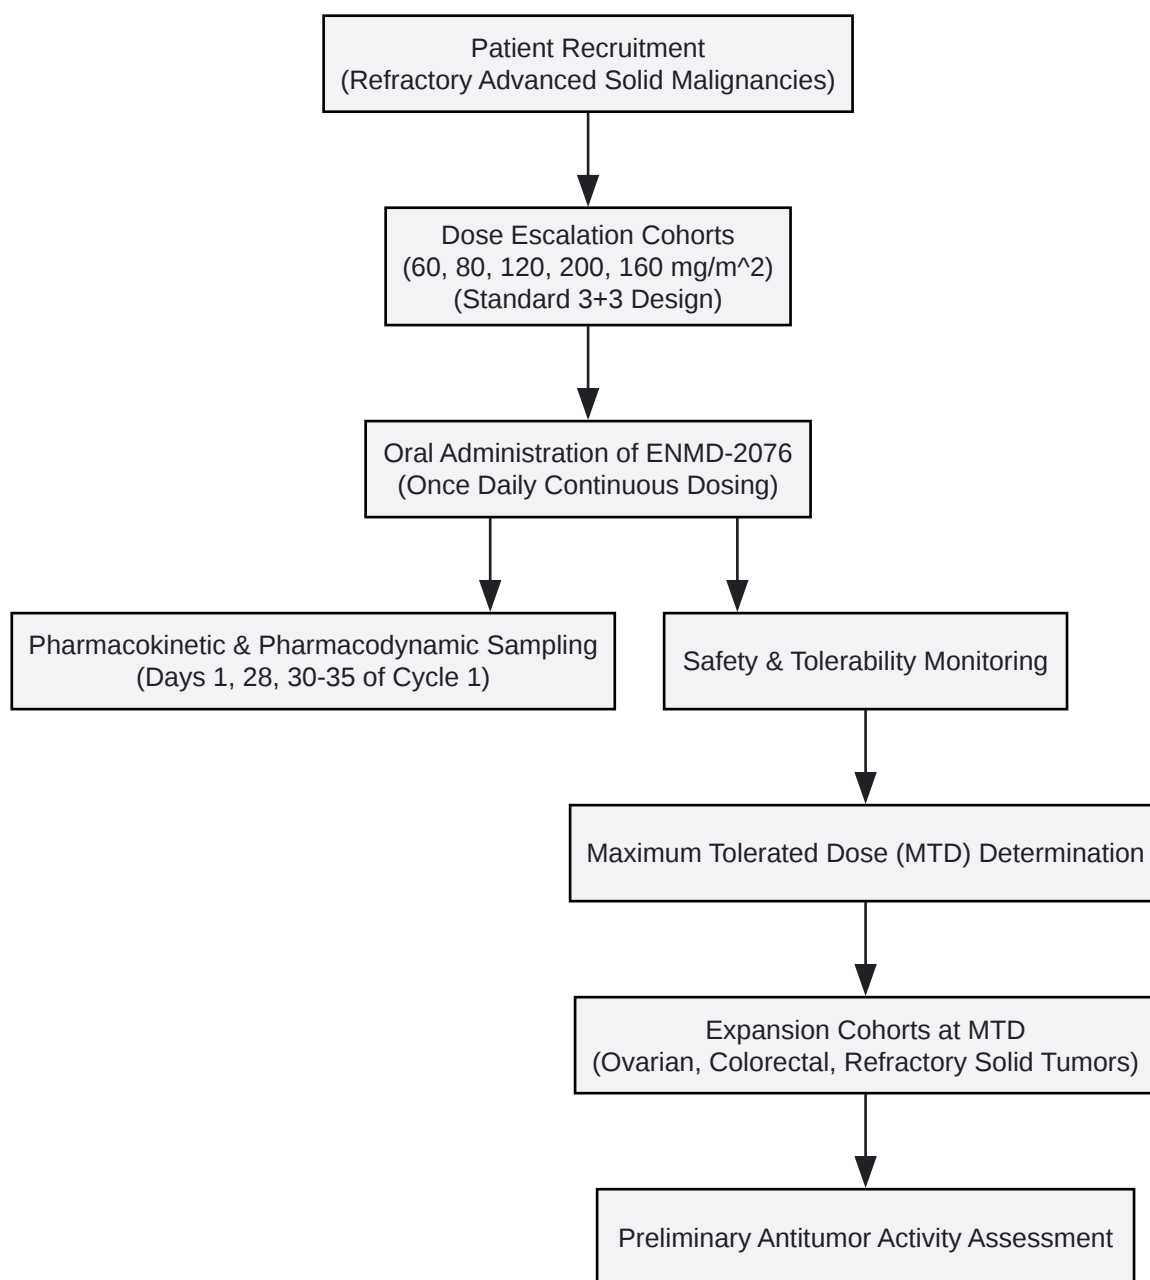 Patient Recruitment
(Refractory Advanced Solid Malignancies)
Dose Escalation Cohorts
(60, 80, 120, 200, 160 mg/m^2)
(Standard 3+3 Design)
Oral Administration of ENMD-2076
(Once Daily Continuous Dosing)
Pharmacokinetic & Pharmacodynamic Sampling
(Days 1, 28, 30-35 of Cycle 1)
Safety & Tolerability Monitoring
Maximum Tolerated Dose (MTD) Determination
Expansion Cohorts at MTD
(Ovarian, Colorectal, Refractory Solid Tumors)
Preliminary Antitumor Activity Assessment